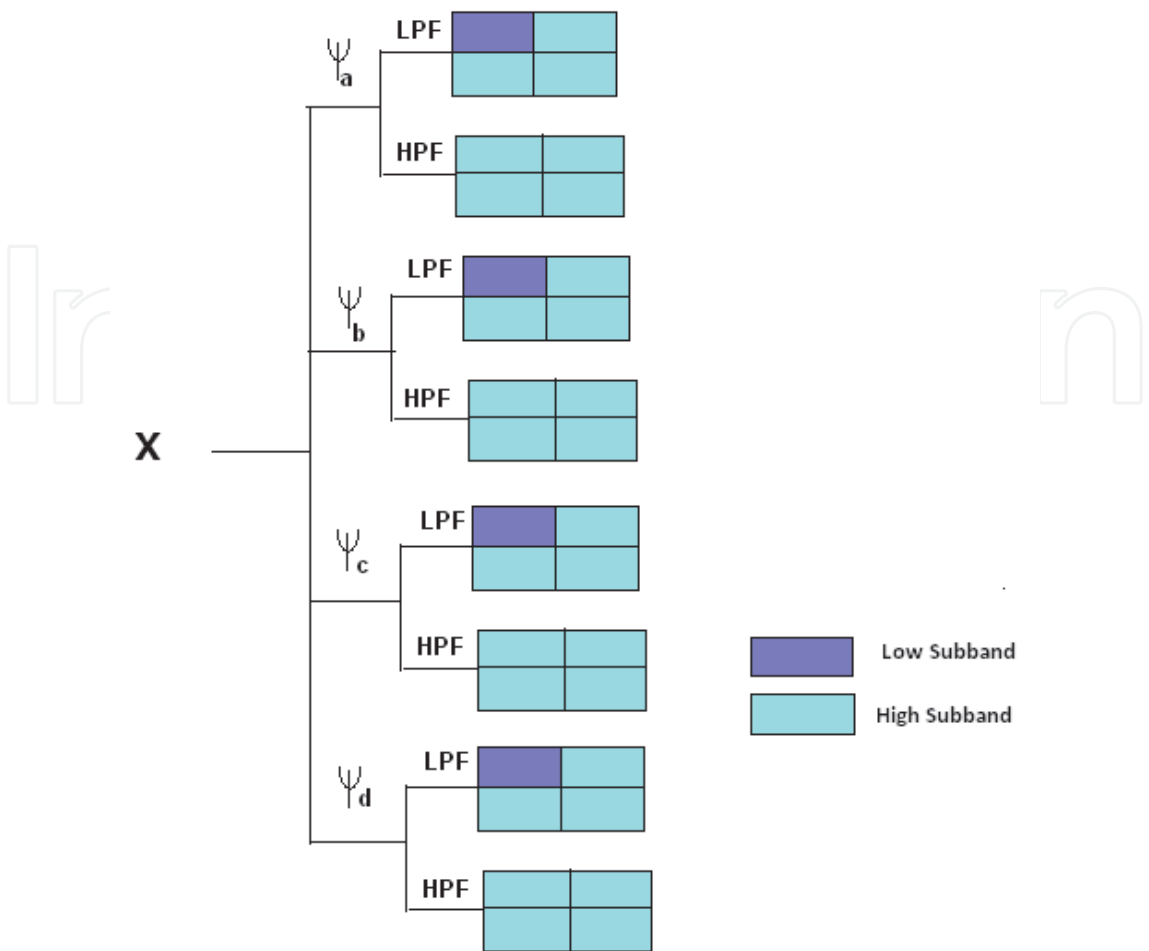 LPF
Ψa
HPF
LPF
Ψb
HPF
X
LPF
Ψc
HPF
Low Subband
High Subband
LPF
Ψd
HPF